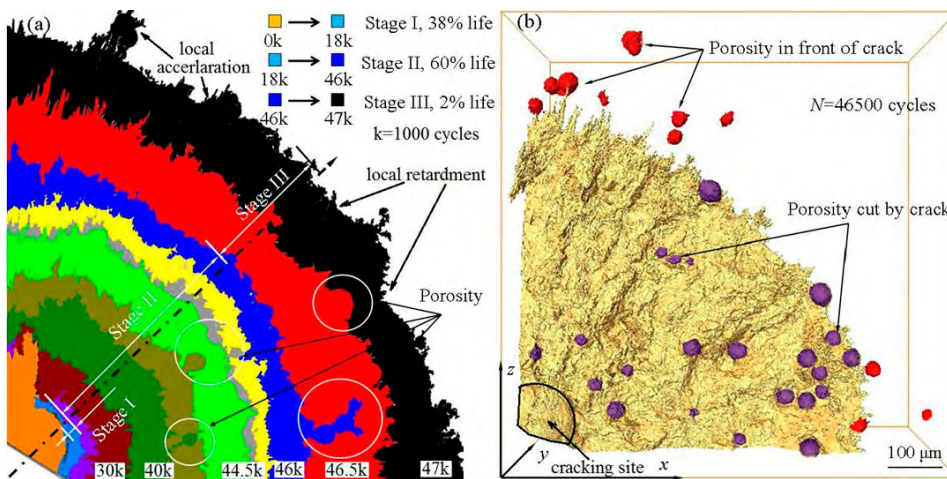 (a)
local
accerlaration
0k
18k
Stage I, 38% life
18k
46k
Stage II, 60% life
46k
47k
Stage III, 2% life
k=1000 cycles
local retardment
Stage III
Stage II
Stage I
Porosity
30k
40k
44.5k
46k
46.5k
47k
(b)
Porosity in front of crack
N=46500 cycles
Porosity cut by crack
z
y
x
cracking site
100 μm